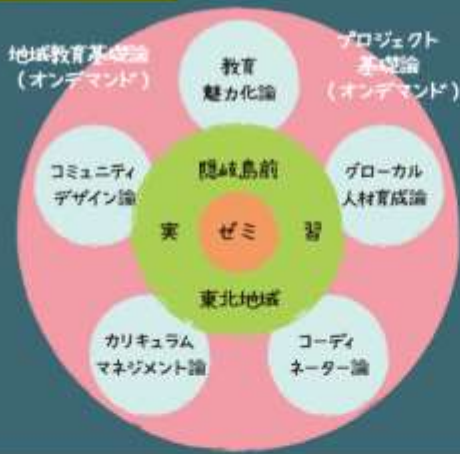 地域教育基礎論
(オンデマンド)
プロジェクト
基礎論
(オンデマンド)
教育
魅力化論
コミュニティ
デザイン論
隠岐島前
グローカル
人材育成論
実
ゼミ
習
東北地域
カリキュラム
マネジメント論
コーディ
ネーター論